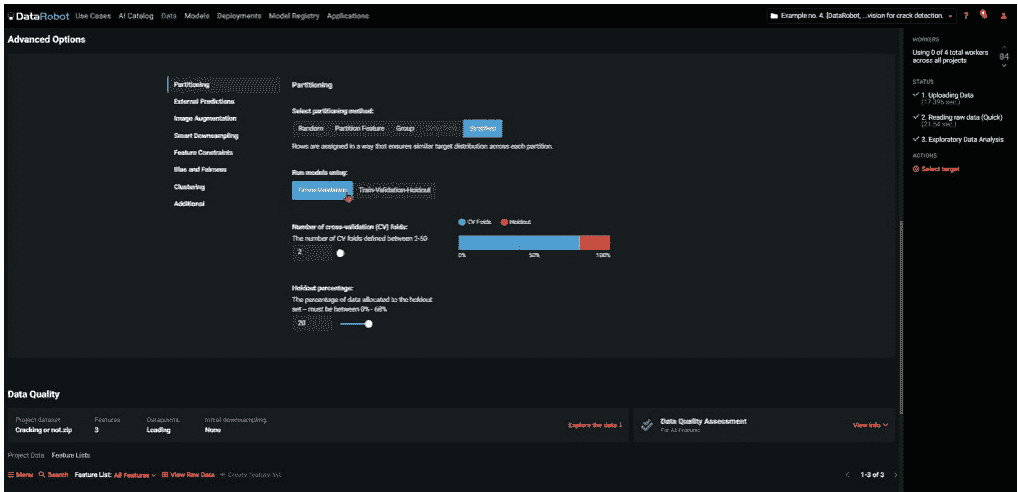 DataRobot Use Cases AI Catalog Data Models Deployments Model Registry Applications
Example no. 4. [DataRobot, ...vision for crack detection. ?
Advanced Options
WORKERS
Using 0 of 4 total workers
across all projects
04
STATUS
1. Uploading Data
(17.396 sec.)
2. Reading raw data (Quick)
(21.54 sec.)
3. Exploratory Data Analysis
ACTIONS
Select target
Partitioning
External Predictions
Image Augmentation
Smart Downsampling
Feature Constraints
Bias and Fairness
Clustering
Additional
Partitioning
Select partitioning method:
Random Partition Feature Group Stratified
Rows are assigned in a way that ensures similar target distribution across each partition.
Run models using:
Cross-Validation Train-Validation-Holdout
Number of cross-validation (CV) folds:
The number of CV folds defined between 2-50
2
CV Folds Holdout
0% 50% 100%
Holdout percentage:
The percentage of data allocated to the holdout
set – must be between 0% - 68%
20
Data Quality
Project dataset Features Datapoints Initial downsampling
Cracking or not.zip 3 Loading None
Explore the data
Data Quality Assessment
For All Features
View info
Project Data Feature Lists
Menu Search Feature List: All Features View Raw Data + Create feature list
< 1-3 of 3 >